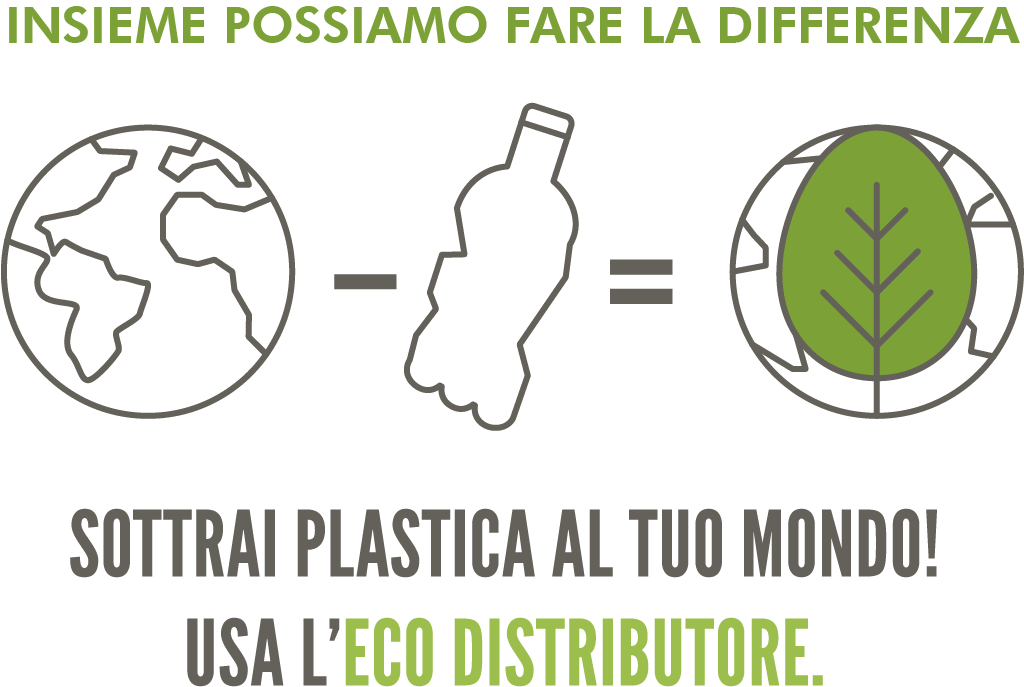 INSIEME POSSIAMO FARE LA DIFFERENZA
SOTTRAI PLASTICA AL TUO MONDO!
USA L'ECO DISTRIBUTORE.